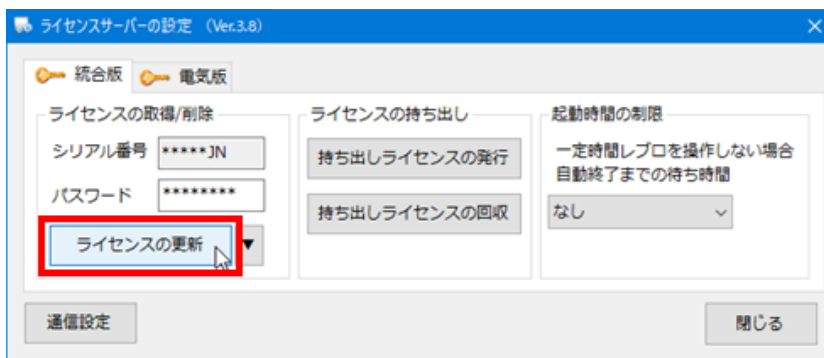 ライセンスサーバーの設定 (Ver.3.8)
統合版
電気版
ライセンスの取得/削除
シリアル番号 *****JN
パスワード ********
ライセンスの更新 ▼
ライセンスの持ち出し
持ち出しライセンスの発行
持ち出しライセンスの回収
起動時間の制限
一定時間レブロを操作しない場合
自動終了までの待ち時間
なし
通信設定
閉じる